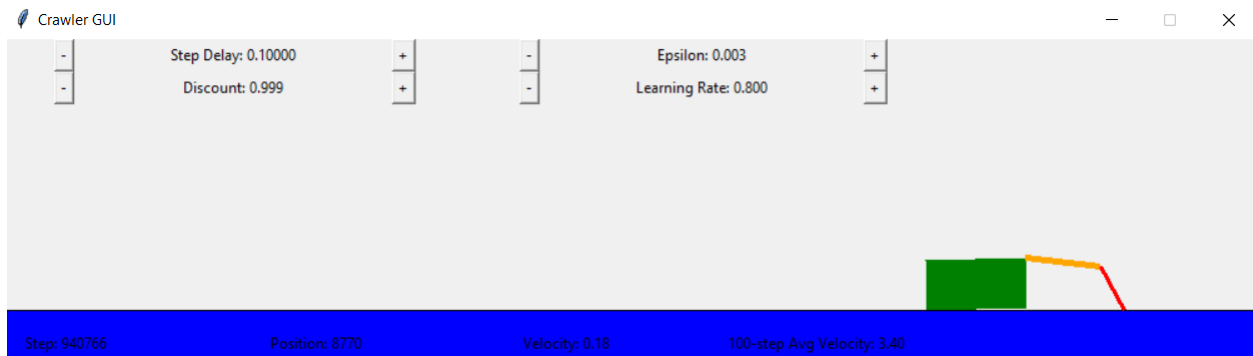 Crawler GUI
- Step Delay: 0.10000 + - Epsilon: 0.003 +
- Discount: 0.999 + - Learning Rate: 0.800 +
Step: 940766 Position: 8770 Velocity: 0.18 100-step Avg Velocity: 3.40